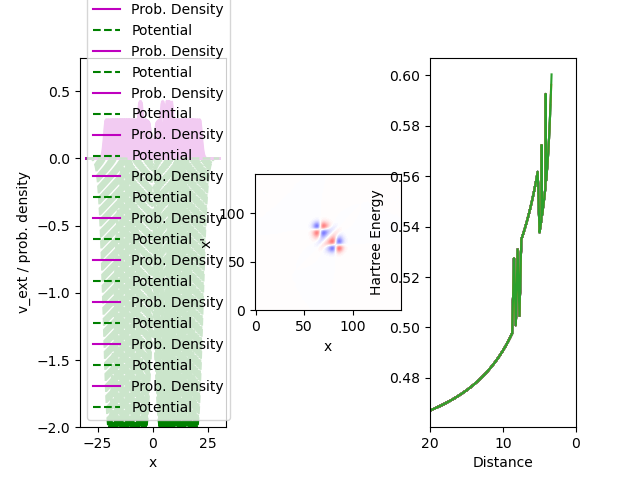 Prob. Density
Potential
Prob. Density
Potential
Prob. Density
Potential
Prob. Density
Potential
Prob. Density
Potential
Prob. Density
Potential
Prob. Density
Potential
Prob. Density
Potential
Prob. Density
Potential
Prob. Density
Potential
0.5
0.0
−0.5
−1.0
−1.5
−2.0
−25
0
25
x
v_ext / prob. density
100
50
0
0
50
100
x
x'
0.60
0.58
0.56
0.54
0.52
0.50
0.48
20
10
0
Distance
Hartree Energy